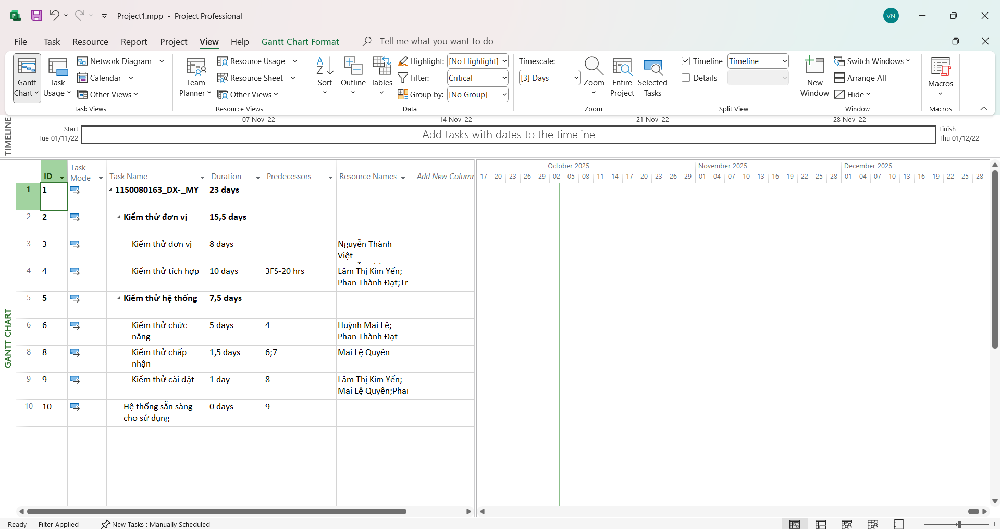 Project1.mpp - Project Professional
VN
File Task Resource Report Project View Help Gantt Chart Format Tell me what you want to do
Gantt Chart
Task Usage
Network Diagram
Calendar
Other Views
Task Views
Team Planner
Resource Usage
Resource Sheet
Other Views
Resource Views
Sort
Outline
Tables
Highlight: [No Highlight]
Filter: Critical
Group by: [No Group]
Data
Timescale:
[3] Days
Zoom
Entire Project
Selected Tasks
Zoom
Timeline Timeline
Details
Split View
New Window
Switch Windows
Arrange All
Hide
Window
Macros
Macros
TIMELINE
07 Nov '22 14 Nov '22 21 Nov '22 28 Nov '22
Start
Tue 01/11/22
Add tasks with dates to the timeline
Finish
Thu 01/12/22
GANTT CHART
ID Task Mode Task Name Duration Predecessors Resource Names Add New Column
October 2025 November 2025 December 2025
17 20 23 26 29 02 05 08 11 14 17 20 23 26 29 01 04 07 10 13 16 19 22 25 28 01 04 07 10 13 16 19 22 25 28
1 1 1150080163_DX-_MY 23 days
2 2 Kiểm thử đơn vị 15,5 days
3 3 Kiểm thử đơn vị 8 days Nguyễn Thành
Việt
4 4 Kiểm thử tích hợp 10 days 3FS-20 hrs Lâm Thị Kim Yến;
Phan Thành Đạt;Tr
5 5 Kiểm thử hệ thống 7,5 days
6 6 Kiểm thử chức 5 days 4 Huỳnh Mai Lê;
năng Phan Thành Đạt
8 8 Kiểm thử chấp 1,5 days 6;7 Mai Lệ Quyên
nhận
9 9 Kiểm thử cài đặt 1 day 8 Lâm Thị Kim Yến;
Mai Lệ Quyên;Pha
10 10 Hệ thống sẵn sàng 0 days 9
cho sử dụng
Ready Filter Applied New Tasks : Manually Scheduled